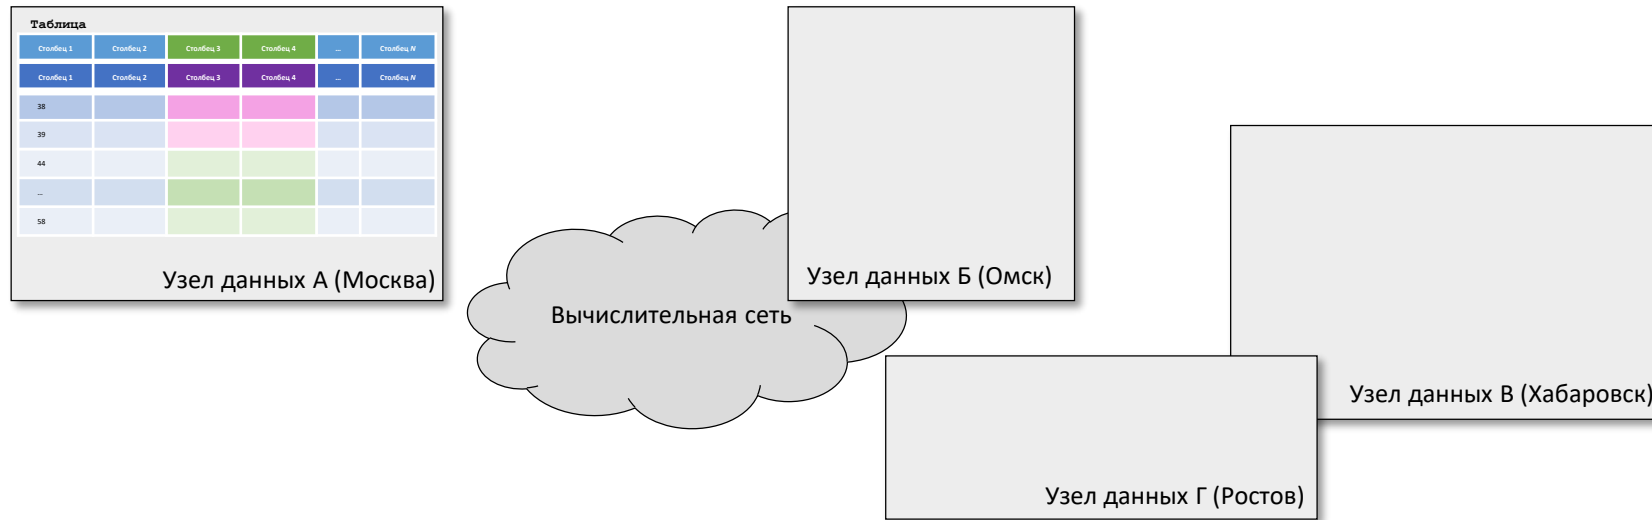 Таблица
Столбец 1 Столбец 2 Столбец 3 Столбец 4 ... Столбец N
Столбец 1 Столбец 2 Столбец 3 Столбец 4 ... Столбец N
38
39
44
...
58
Узел данных А (Москва)
Узел данных Б (Омск)
Вычислительная сеть
Узел данных В (Хабаровск)
Узел данных Г (Ростов)